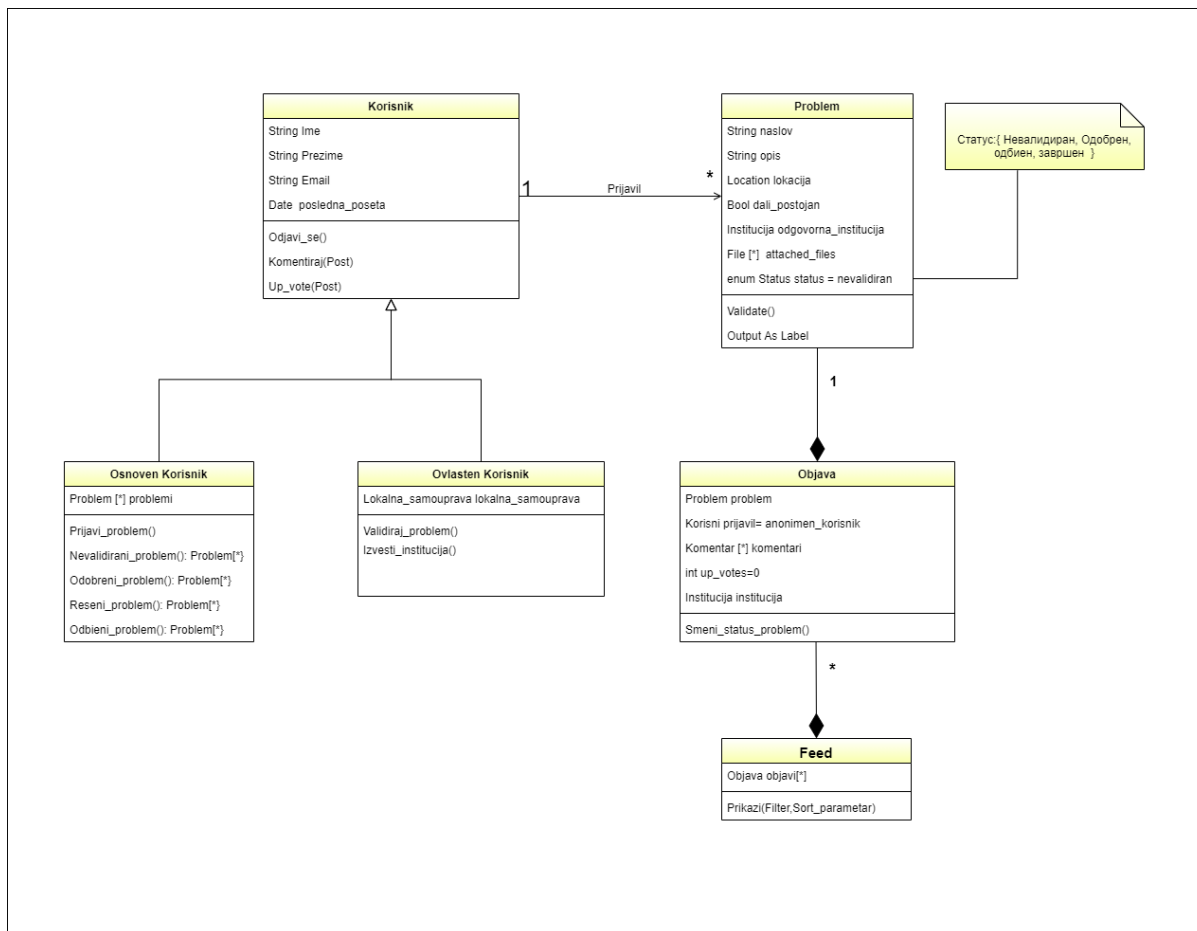 Korisnik
String Ime
String Prezime
String Email
Date posledna_poseta
Odjavi_se()
Komentiraj(Post)
Up_vote(Post)
1
Prijavil
*
Problem
String naslov
String opis
Location lokacija
Bool dali_postojan
Institucija odgovorna_institucija
File [*] attached_files
enum Status status = nevalidiran
Validate()
Output As Label
Статус:{ Невалидиран, Одобрен,
одбиен, завршен }
1
Osnoven Korisnik
Problem [*] problemi
Prijavi_problem()
Nevalidirani_problem(): Problem[*}
Odobreni_problem(): Problem[*}
Reseni_problem(): Problem[*}
Odbieni_problem(): Problem[*}
Ovlasten Korisnik
Lokalna_samouprava lokalna_samouprava
Validiraj_problem()
Izvesti_institucija()
Objava
Problem problem
Korisni prijavil= anonimen_korisnik
Komentar [*] komentari
int up_votes=0
Institucija institucija
Smeni_status_problem()
*
Feed
Objava objavi[*]
Prikazi(Filter,Sort_parametar)